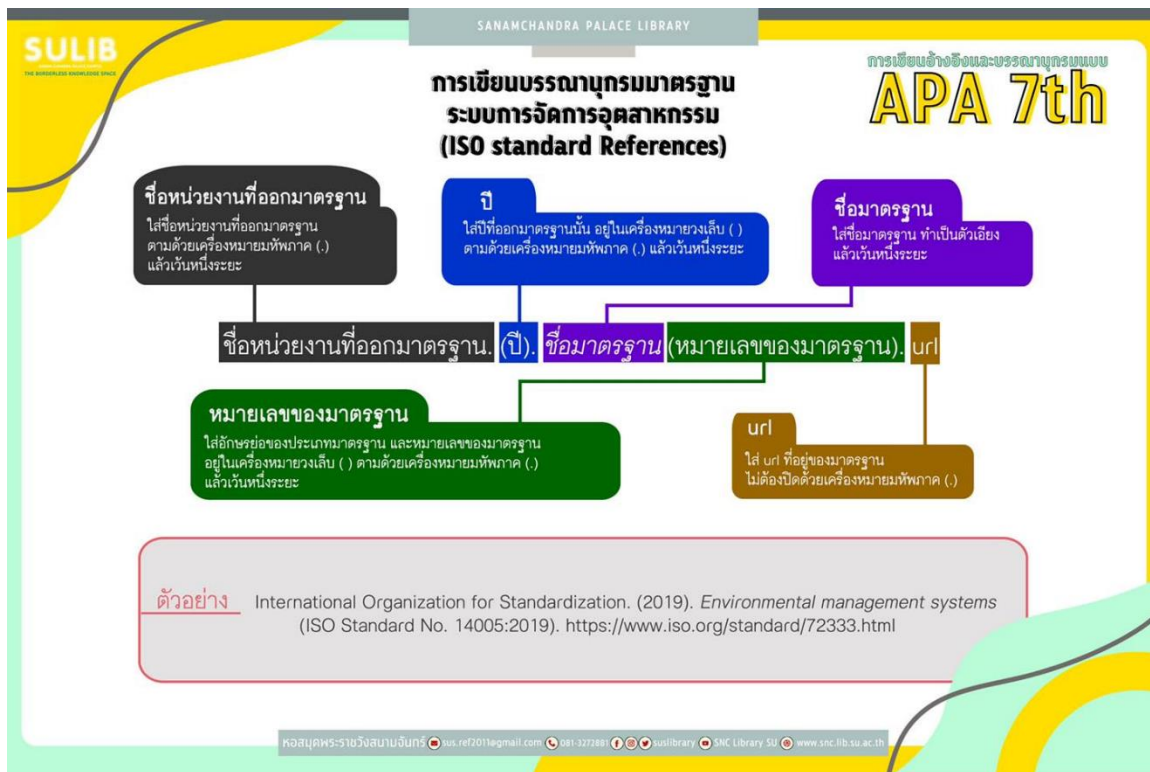 SANAMCHANDRA PALACE LIBRARY
SULIB
SANAMCHANDRA PALACE CAMPUS
THE BORDERLESS KNOWLEDGE SPACE
การเขียนอ้างอิงและบรรณานุกรมแบบ
APA 7th
การเขียนบรรณานุกรมมาตรฐาน
ระบบการจัดการอุตสาหกรรม
(ISO standard References)
ชื่อหน่วยงานที่ออกมาตรฐาน
ใส่ชื่อหน่วยงานที่ออกมาตรฐาน
ตามด้วยเครื่องหมายมหัพภาค (.)
แล้วเว้นหนึ่งระยะ
ปี
ใส่ปีที่ออกมาตรฐานนั้น อยู่ในเครื่องหมายวงเล็บ ( )
ตามด้วยเครื่องหมายมหัพภาค (.) แล้วเว้นหนึ่งระยะ
ชื่อมาตรฐาน
ใส่ชื่อมาตรฐาน ทำเป็นตัวเอียง
แล้วเว้นหนึ่งระยะ
ชื่อหน่วยงานที่ออกมาตรฐาน. (ปี). ชื่อมาตรฐาน (หมายเลขของมาตรฐาน). url
หมายเลขของมาตรฐาน
ใส่อักษรย่อของประเภทมาตรฐาน และหมายเลขของมาตรฐาน
อยู่ในเครื่องหมายวงเล็บ ( ) ตามด้วยเครื่องหมายมหัพภาค (.)
แล้วเว้นหนึ่งระยะ
url
ใส่ url ที่อยู่ของมาตรฐาน
ไม่ต้องปิดด้วยเครื่องหมายมหัพภาค (.)
ตัวอย่าง International Organization for Standardization. (2019). Environmental management systems
(ISO Standard No. 14005:2019). https://www.iso.org/standard/72333.html
หอสมุดพระราชวังสนามจันทร์ sus.ref2011@gmail.com 081-3272881 suslibrary SNC Library SU www.snc.lib.su.ac.th